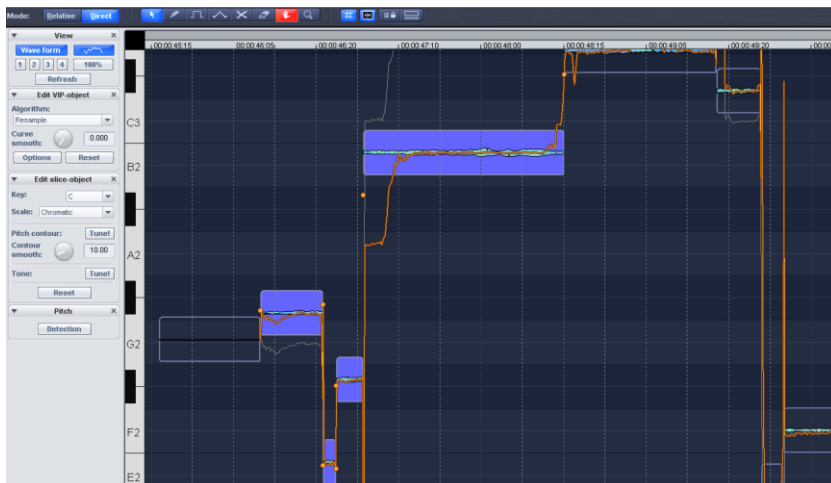 Mode: Relative Direct
View
Wave form
1 2 3 4 100%
Refresh
Edit VIP-object
Algorithm:
Resample
Curve smooth: 0.000
Options Reset
Edit slice-object
Key: C
Scale: Chromatic
Pitch contour: Tune!
Contour smooth: 10.00
Tone: Tune!
Reset
Pitch
Detection
00:00:45:15 00:00:46:05 00:00:46:20 00:00:47:10 00:00:48:00 00:00:48:15 00:00:49:05 00:00:49:20
C3
B2
A2
G2
F2
E2